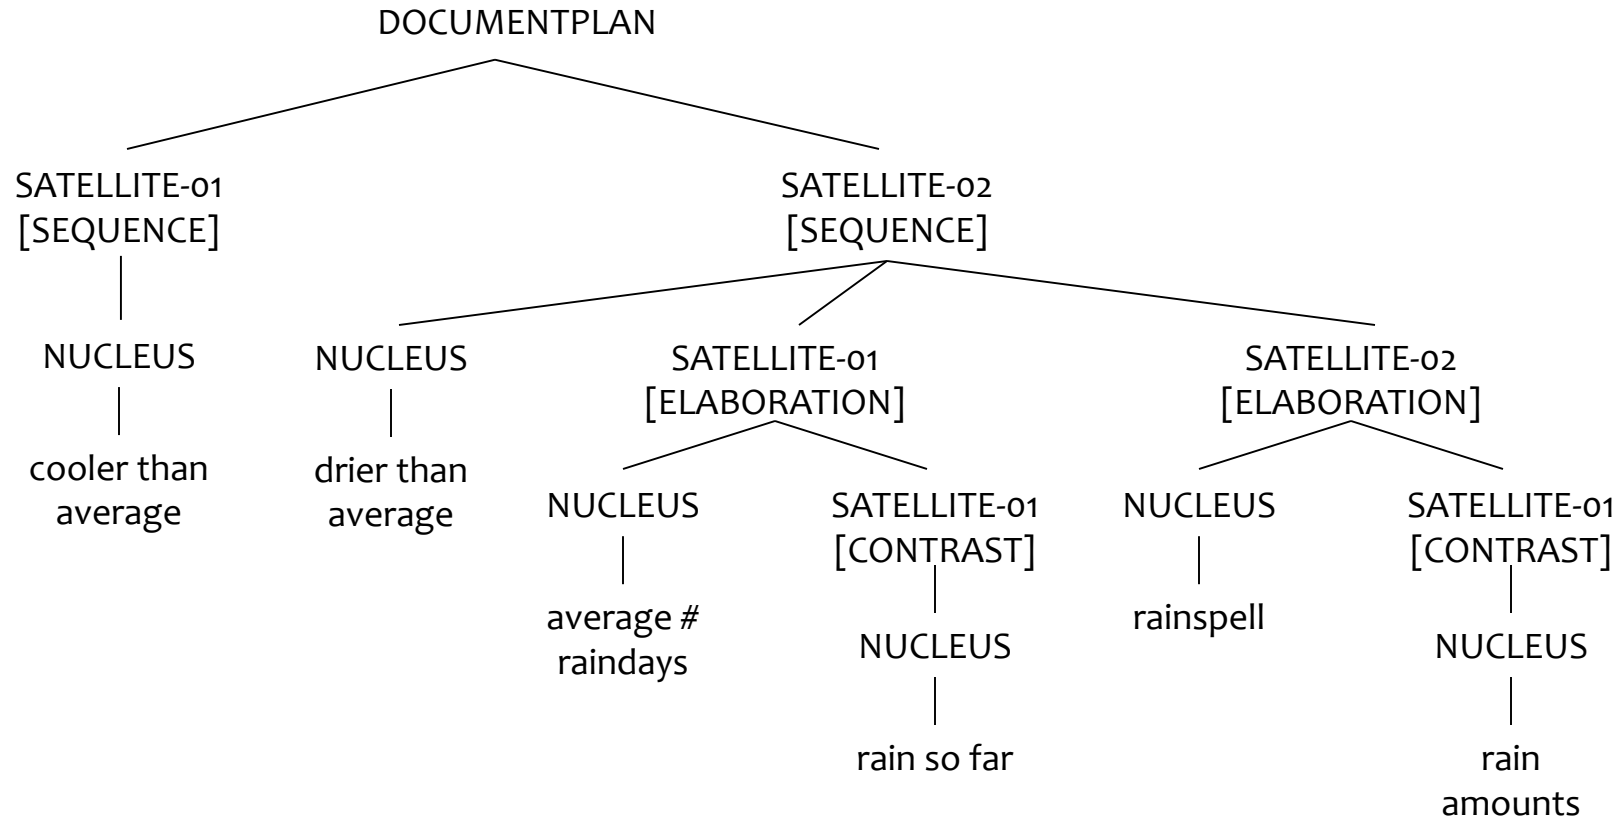 DOCUMENTPLAN
SATELLITE-01
[SEQUENCE]
SATELLITE-02
[SEQUENCE]
NUCLEUS
NUCLEUS
SATELLITE-01
[ELABORATION]
SATELLITE-02
[ELABORATION]
cooler than
average
drier than
average
NUCLEUS
SATELLITE-01
[CONTRAST]
NUCLEUS
SATELLITE-01
[CONTRAST]
average #
raindays
NUCLEUS
rainspell
NUCLEUS
rain so far
rain
amounts